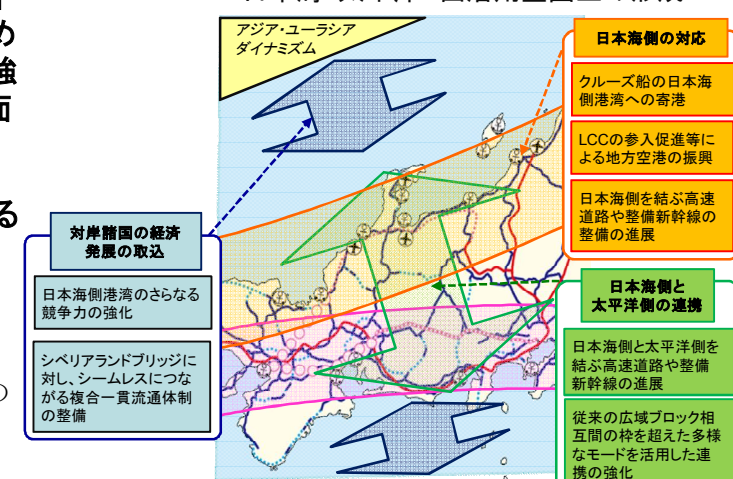 め
強
面
る
○
アジア・ユーラシア
ダイナミズム
日本海側の対応
クルーズ船の日本海
側港湾への寄港
LCCの参入促進等に
よる地方空港の振興
日本海側を結ぶ高速
道路や整備新幹線の
整備の進展
対岸諸国の経済
発展の取込
日本海側港湾のさらなる
競争力の強化
シベリアランドブリッジに
対し、シームレスにつな
がる複合一貫流通体制
の整備
日本海側と
太平洋側の連携
日本海側と太平洋側を
結ぶ高速道路や整備
新幹線の進展
従来の広域ブロック相
互間の枠を超えた多様
なモードを活用した連
携の強化